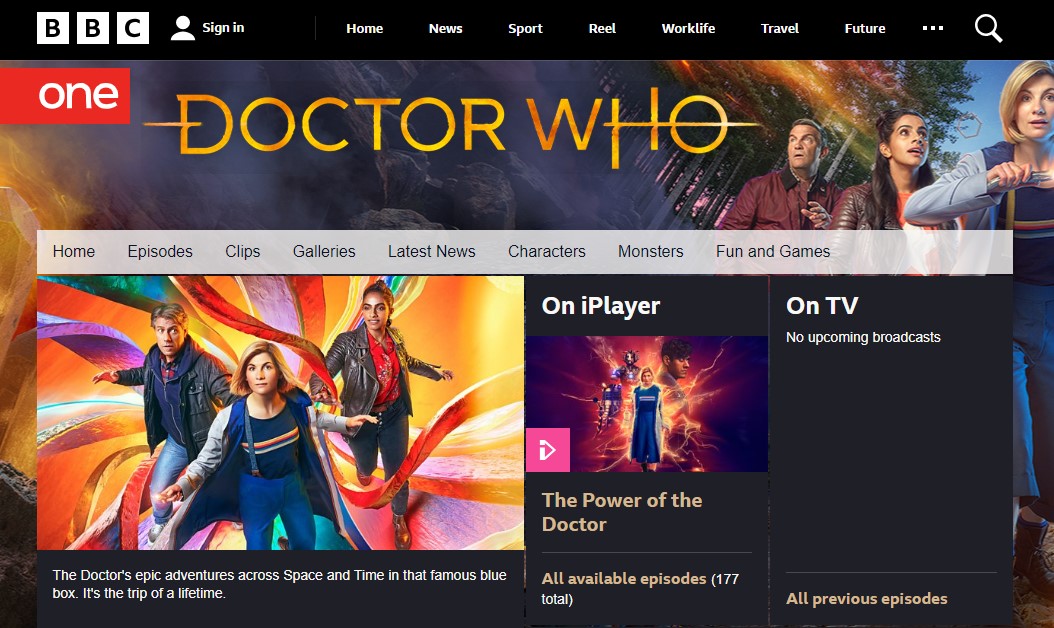 BBC Sign in Home News Sport Reel Worklife Travel Future
one
DOCTOR WHO
Home Episodes Clips Galleries Latest News Characters Monsters Fun and Games
The Doctor's epic adventures across Space and Time in that famous blue
box. It's the trip of a lifetime.
On iPlayer
The Power of the
Doctor
All available episodes (177
total)
On TV
No upcoming broadcasts
All previous episodes